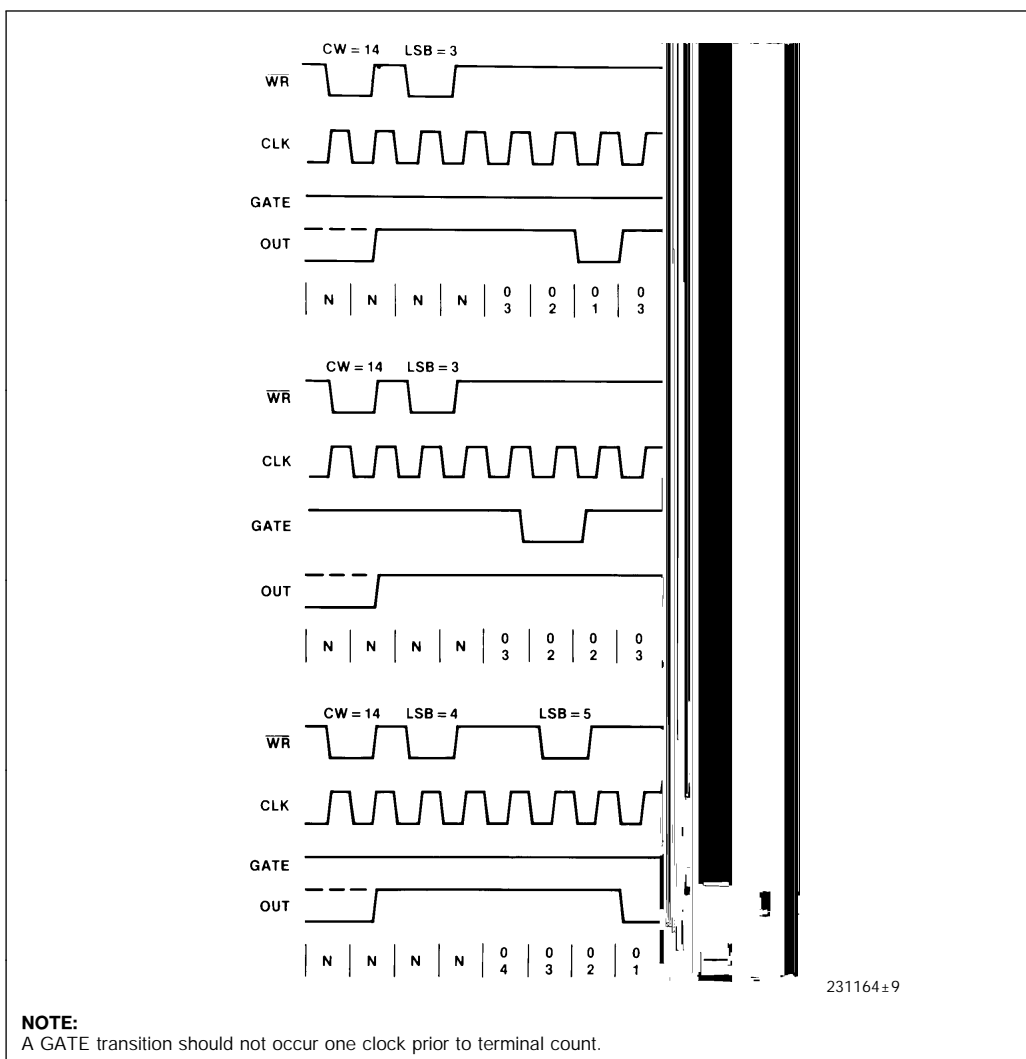 CW = 14 LSB = 3
WR
CLK
GATE
OUT
N N N N 0 0 0 0
3 2 1 3
CW = 14 LSB = 3
WR
CLK
GATE
OUT
N N N N 0 0 0 0
3 2 2 3
CW = 14 LSB = 4 LSB = 5
WR
CLK
GATE
OUT
N N N N 0 0 0 0
4 3 2 1
231164±9
NOTE:
A GATE transition should not occur one clock prior to terminal count.